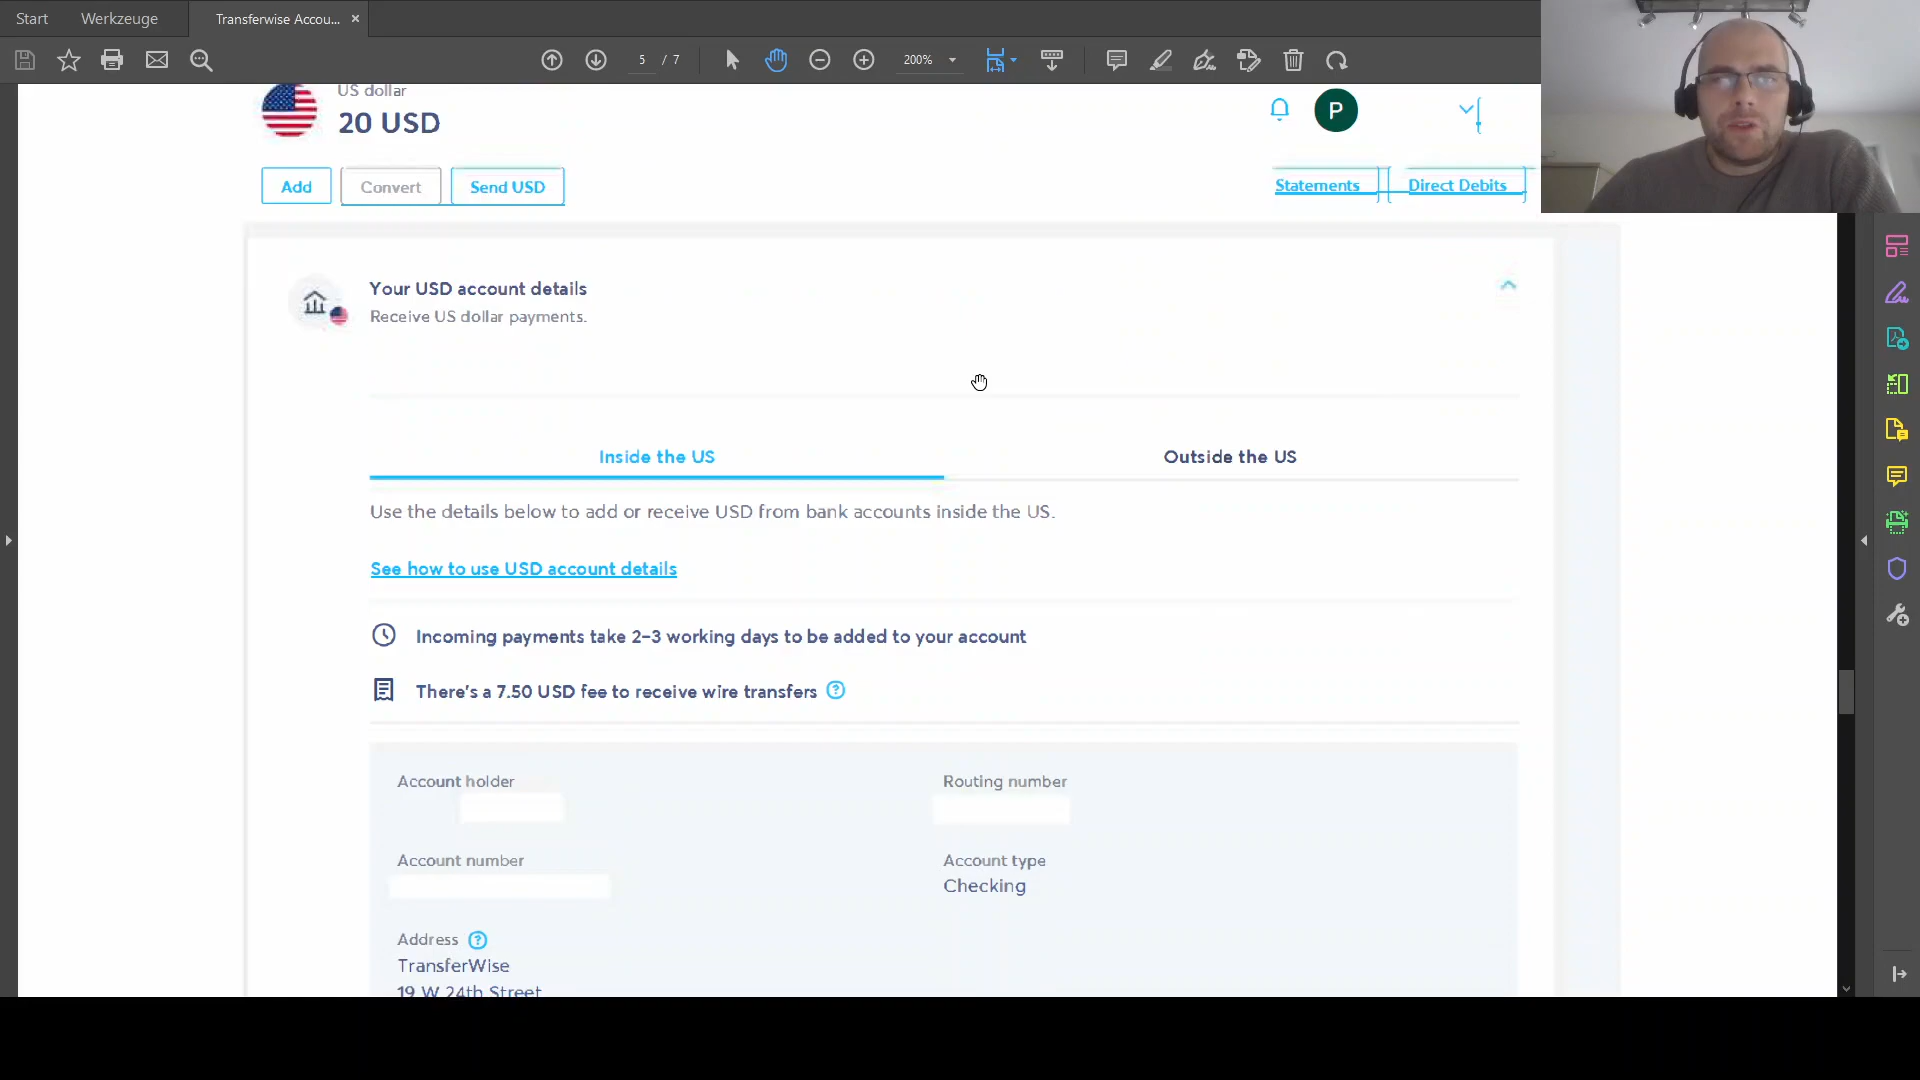 Start
Werkzeuge
Transferwise Accou...
5 / 7
200%
US dollar
20 USD
P
Add
Convert
Send USD
Statements
Direct Debits
Your USD account details
Receive US dollar payments.
Inside the US
Outside the US
Use the details below to add or receive USD from bank accounts inside the US.
See how to use USD account details
Incoming payments take 2-3 working days to be added to your account
There's a 7.50 USD fee to receive wire transfers ?
Account holder
Routing number
Account number
Account type
Checking
Address ?
TransferWise
19 W 24th Street